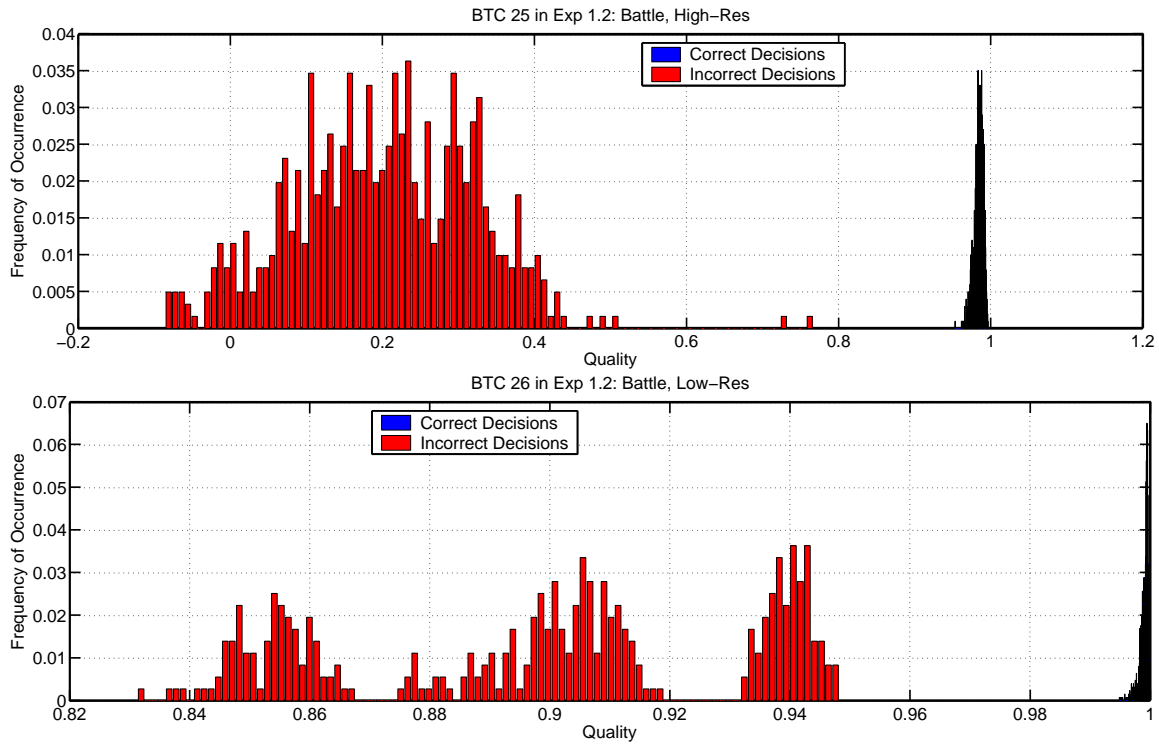 BTC 25 in Exp 1.2: Battle, High−Res
0.04
0.035
0.03
0.025
0.02
0.015
0.01
0.005
0
Frequency of Occurrence
Correct Decisions
Incorrect Decisions
−0.2 0 0.2 0.4 0.6 0.8 1 1.2
Quality
BTC 26 in Exp 1.2: Battle, Low−Res
0.07
0.06
0.05
0.04
0.03
0.02
0.01
0
Frequency of Occurrence
Correct Decisions
Incorrect Decisions
0.82 0.84 0.86 0.88 0.9 0.92 0.94 0.96 0.98 1
Quality